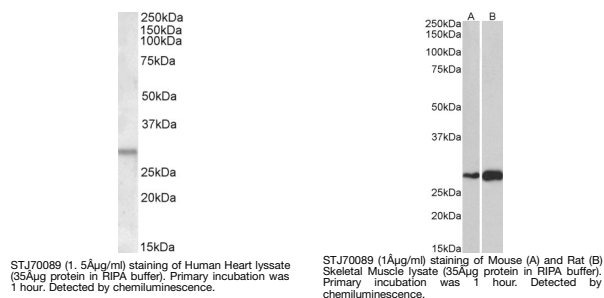 250kDa
150kDa
100kDa
75kDa
50kDa
37kDa
25kDa
20kDa
15kDa
STJ70089 (1. 5Âµg/ml) staining of Human Heart lyssate
(35Âµg protein in RIPA buffer). Primary incubation was
1 hour. Detected by chemiluminescence.
A B
250kDa
150kDa
100kDa
75kDa
50kDa
37kDa
25kDa
20kDa
15kDa
STJ70089 (1Âµg/ml) staining of Mouse (A) and Rat (B)
Skeletal Muscle lysate (35Âµg protein in RIPA buffer).
Primary incubation was 1 hour. Detected by
chemiluminescence.